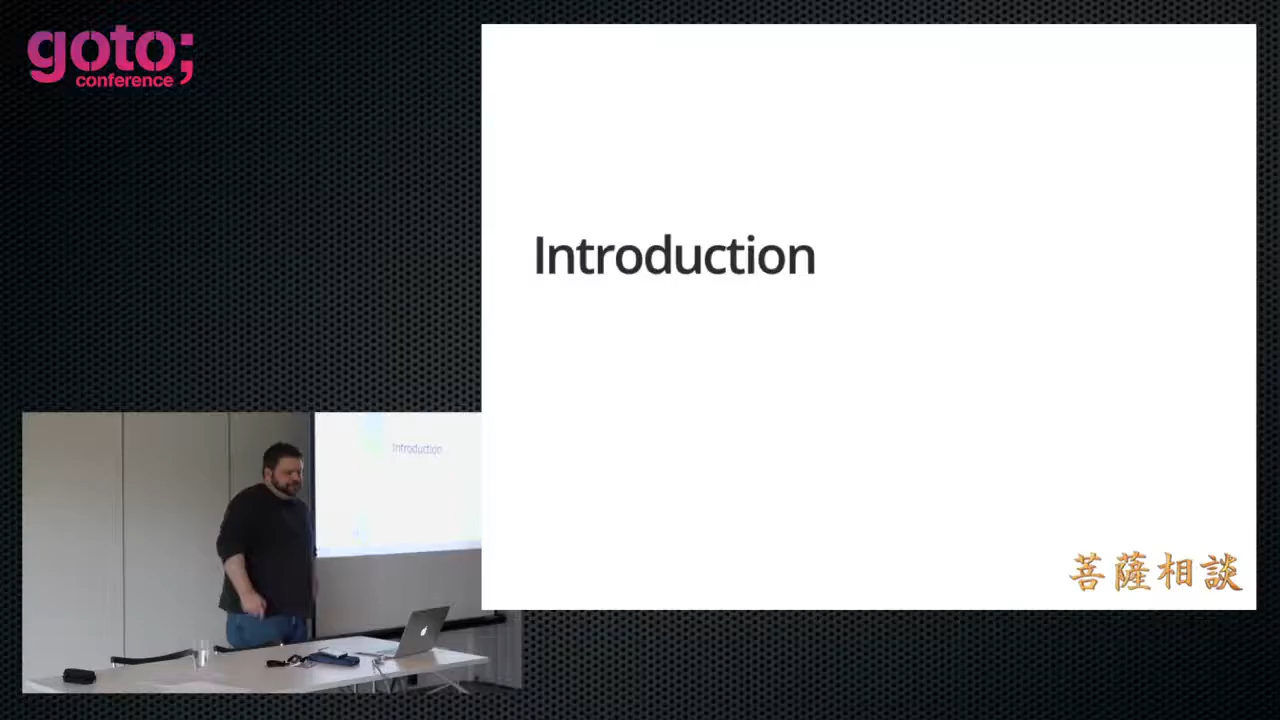 goto;
conference
Introduction
Introduction
菩薩相談